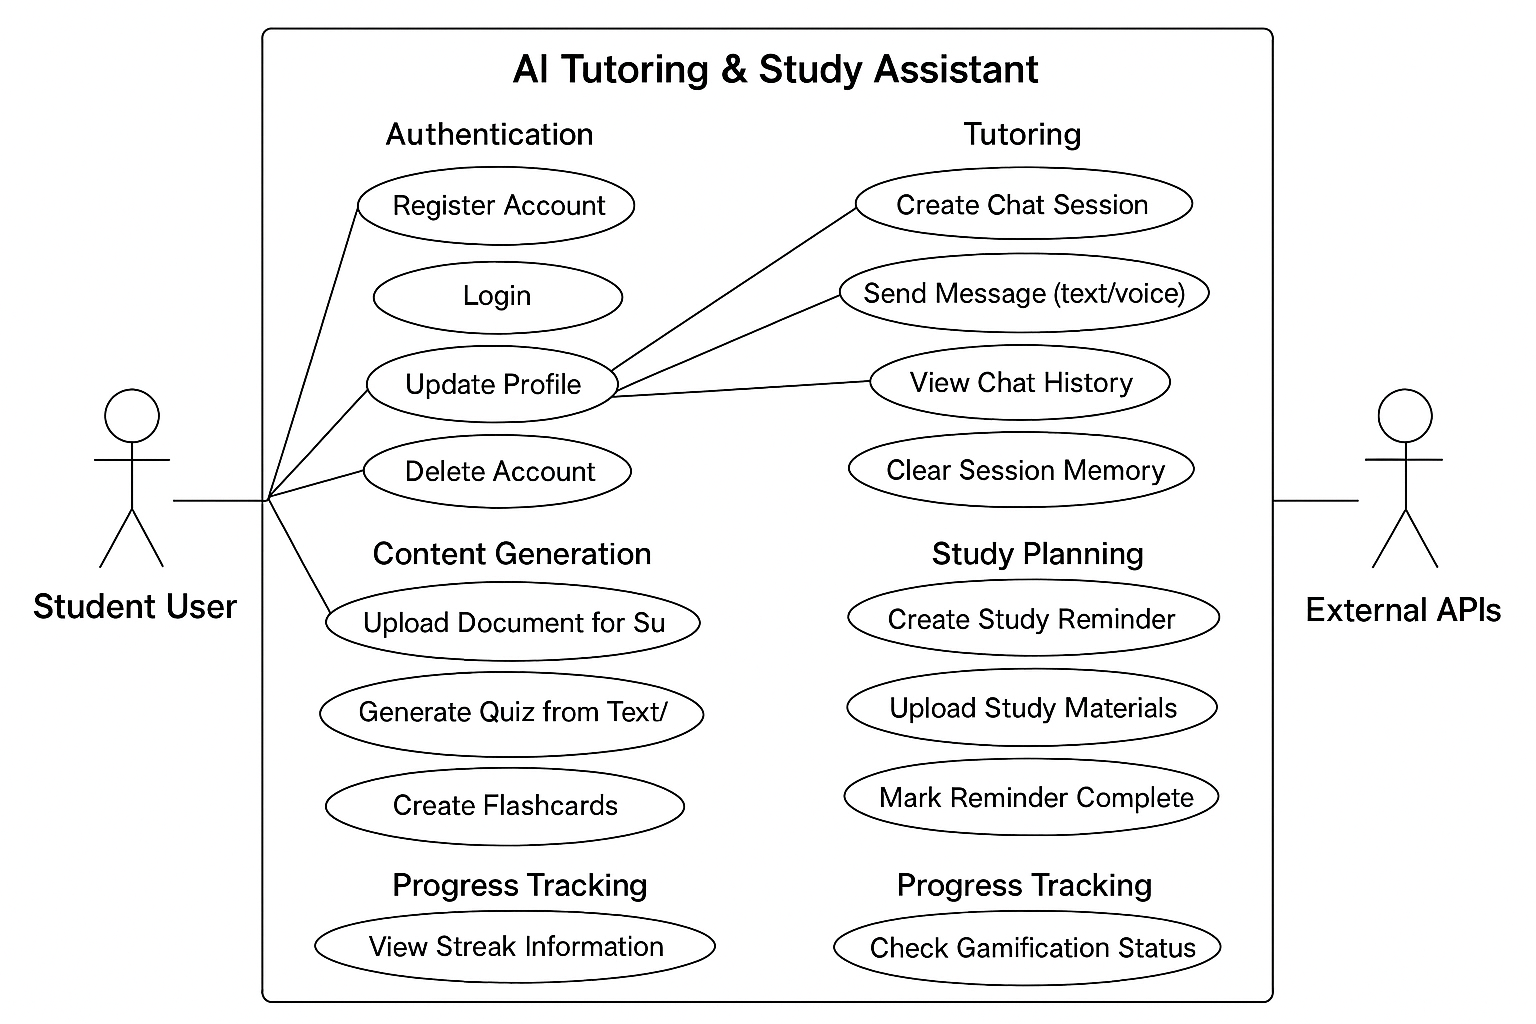 AI Tutoring & Study Assistant
Authentication
Register Account
Login
Update Profile
Delete Account
Content Generation
Upload Document for Su
Generate Quiz from Text/
Create Flashcards
Progress Tracking
View Streak Information
Tutoring
Create Chat Session
Send Message (text/voice)
View Chat History
Clear Session Memory
Study Planning
Create Study Reminder
Upload Study Materials
Mark Reminder Complete
Progress Tracking
Check Gamification Status
Student User
External APIs